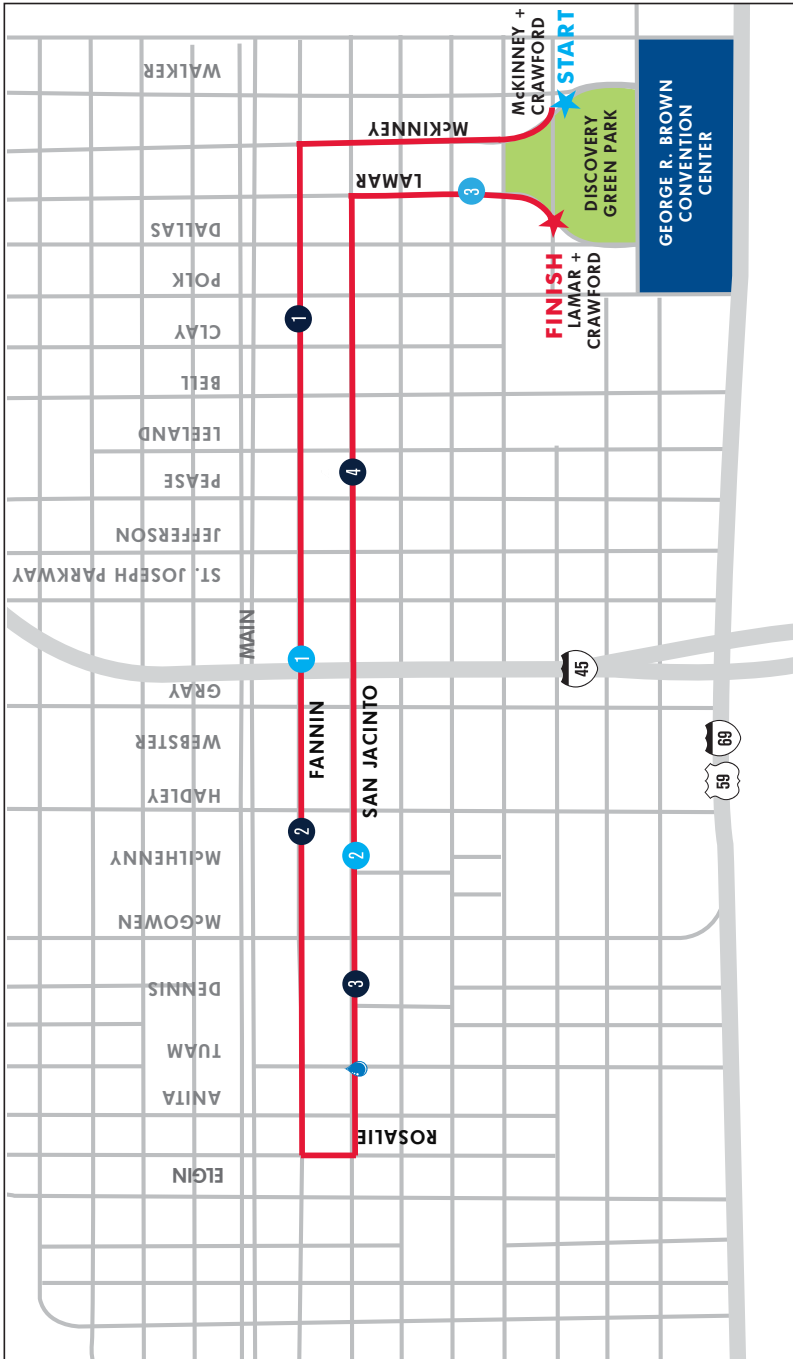 WALKER
McKINNEY +
CRAWFORD
START
McKINNEY
LAMAR
3
DISCOVERY
GREEN PARK
GEORGE R. BROWN
CONVENTION
CENTER
DALLAS
POLK
FINISH
LAMAR +
CRAWFORD
1
CLAY
BELL
LEELAND
PEASE
4
JEFFERSON
ST. JOSEPH PARKWAY
MAIN
1
45
GRAY
FANNIN
SAN JACINTO
WEBSTER
69
59
HADLEY
2
McILHENNY
2
McGOWEN
DENNIS
3
TUAM
ANITA
ROSALIE
ELGIN